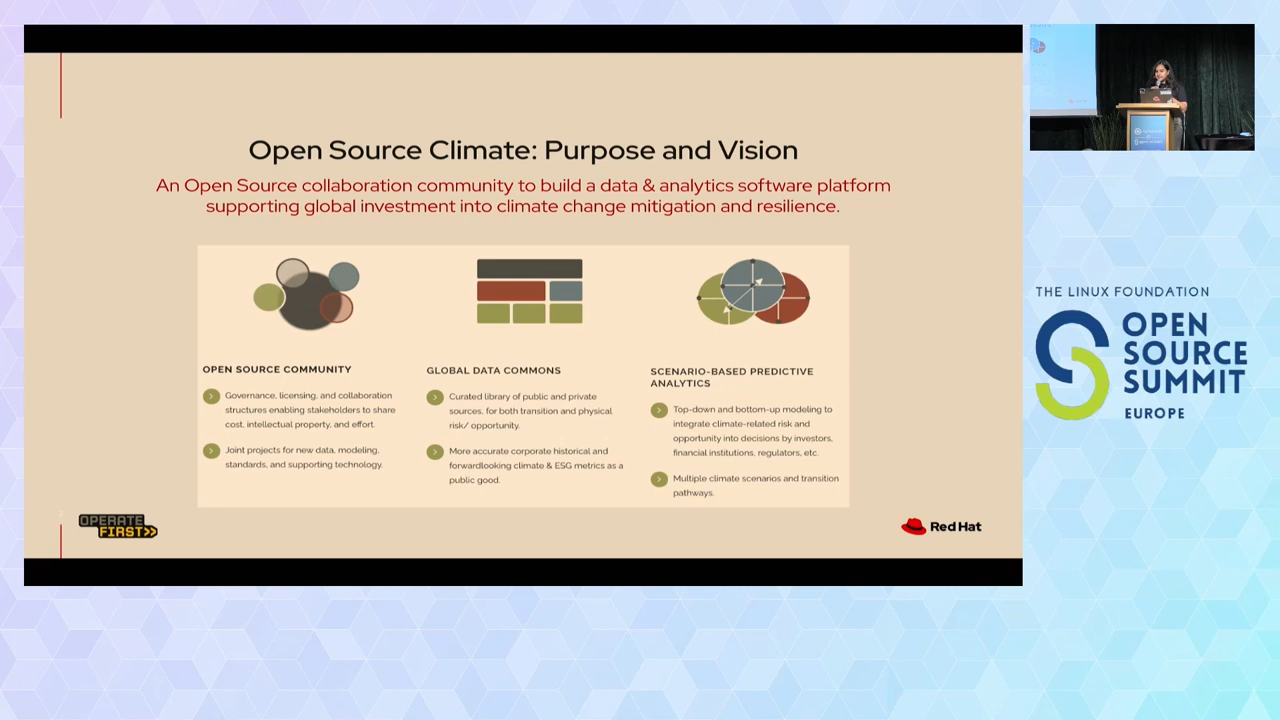 Open Source Climate: Purpose and Vision
An Open Source collaboration community to build a data & analytics software platform
supporting global investment into climate change mitigation and resilience.
OPEN SOURCE COMMUNITY
Governance, licensing, and collaboration
structures enabling stakeholders to share
cost, intellectual property, and effort.
Joint projects for new data, modeling,
standards, and supporting technology.
GLOBAL DATA COMMONS
Curated library of public and private
sources, for both transition and physical
risk/ opportunity.
More accurate corporate historical and
forwardlooking climate & ESG metrics as a
public good.
SCENARIO-BASED PREDICTIVE
ANALYTICS
Top-down and bottom-up modeling to
integrate climate-related risk and
opportunity into decisions by investors,
financial institutions, regulators, etc.
Multiple climate scenarios and transition
pathways.
OPERATE
FIRST
Red Hat
THE LINUX FOUNDATION
OPEN
SOURCE
SUMMIT
EUROPE